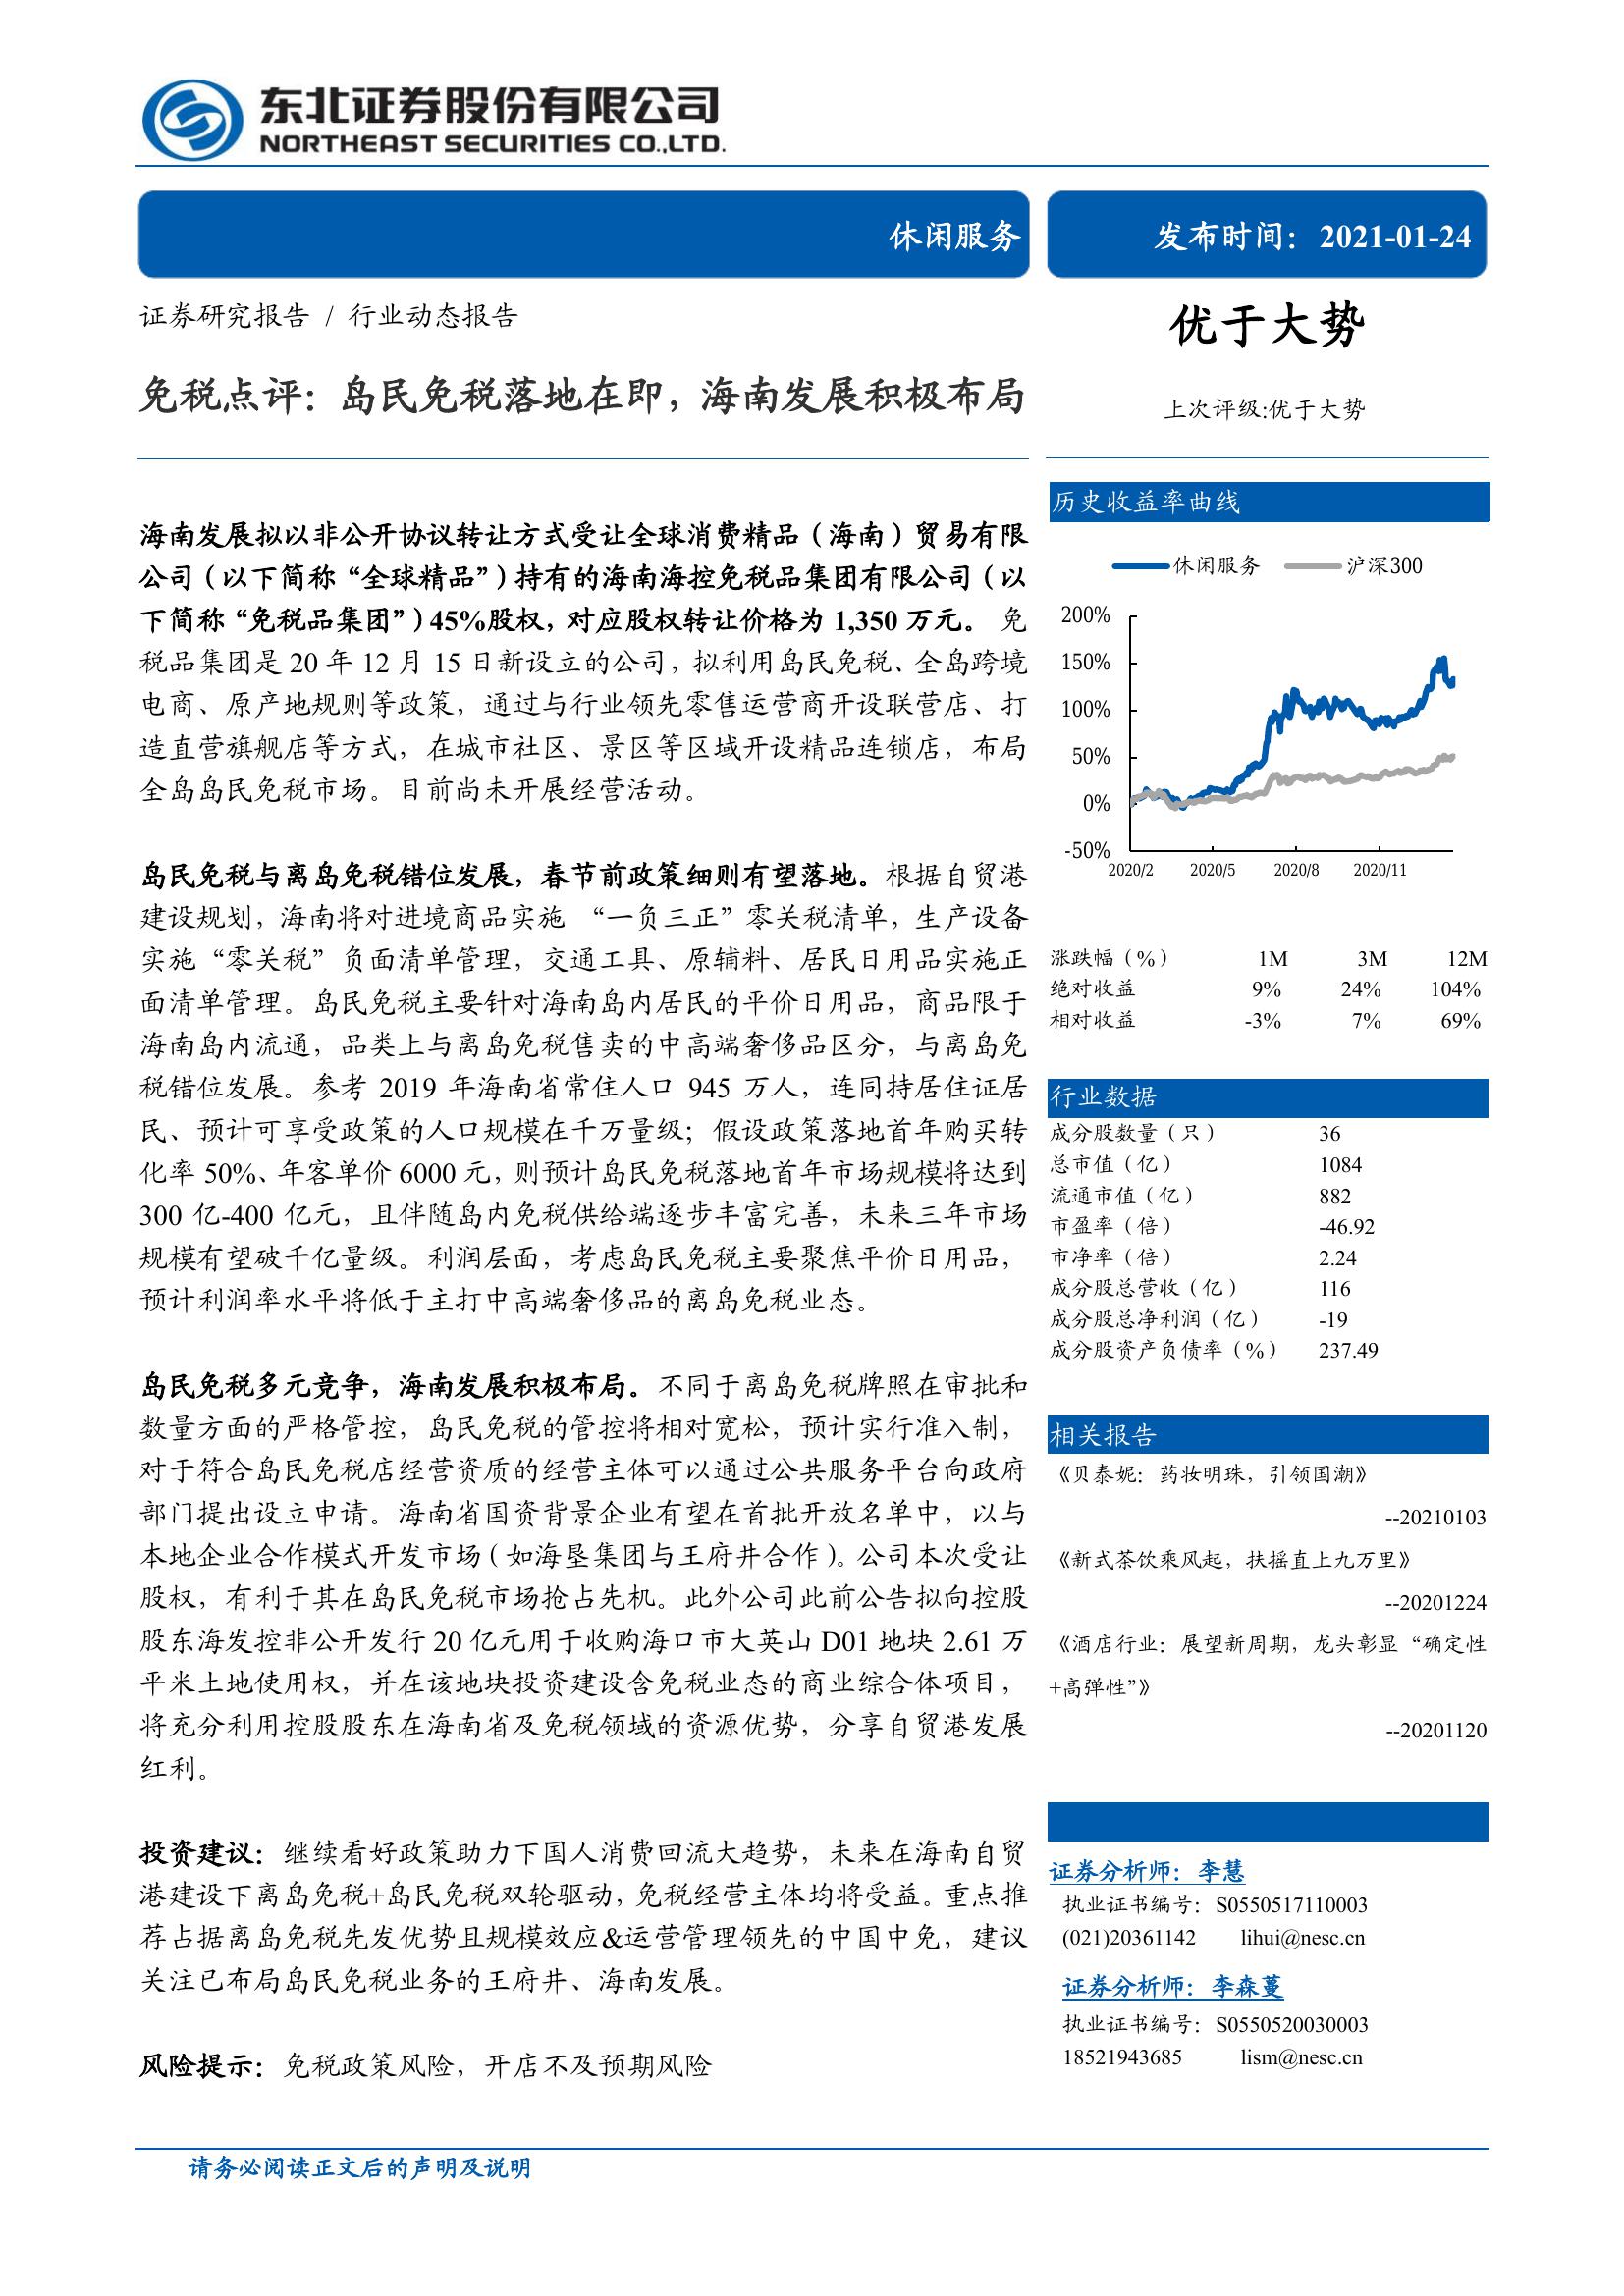 东北证券股份有限公司
NORTHEAST SECURITIES CO.,LTD.
休闲服务
发布时间：2021-01-24
证券研究报告 / 行业动态报告
免税点评：岛民免税落地在即，海南发展积极布局
海南发展拟以非公开协议转让方式受让全球消费精品（海南）贸易有限
公司（以下简称“全球精品”）持有的海南海控免税品集团有限公司（以
下简称“免税品集团”）45%股权，对应股权转让价格为 1,350 万元。 免
税品集团是 20 年 12 月 15 日新设立的公司，拟利用岛民免税、全岛跨境
电商、原产地规则等政策，通过与行业领先零售运营商开设联营店、打
造直营旗舰店等方式，在城市社区、景区等区域开设精品连锁店，布局
全岛岛民免税市场。目前尚未开展经营活动。
岛民免税与离岛免税错位发展，春节前政策细则有望落地。根据自贸港
建设规划，海南将对进境商品实施 “一负三正”零关税清单，生产设备
实施“零关税”负面清单管理，交通工具、原辅料、居民日用品实施正
面清单管理。岛民免税主要针对海南岛内居民的平价日用品，商品限于
海南岛内流通，品类上与离岛免税售卖的中高端奢侈品区分，与离岛免
税错位发展。参考 2019 年海南省常住人口 945 万人，连同持居住证居
民、预计可享受政策的人口规模在千万量级；假设政策落地首年购买转
化率 50%、年客单价 6000 元，则预计岛民免税落地首年市场规模将达到
300 亿-400 亿元，且伴随岛内免税供给端逐步丰富完善，未来三年市场
规模有望破千亿量级。利润层面，考虑岛民免税主要聚焦平价日用品，
预计利润率水平将低于主打中高端奢侈品的离岛免税业态。
岛民免税多元竞争，海南发展积极布局。不同于离岛免税牌照在审批和
数量方面的严格管控，岛民免税的管控将相对宽松，预计实行准入制，
对于符合岛民免税店经营资质的经营主体可以通过公共服务平台向政府
部门提出设立申请。海南省国资背景企业有望在首批开放名单中，以与
本地企业合作模式开发市场（如海垦集团与王府井合作）。公司本次受让
股权，有利于其在岛民免税市场抢占先机。此外公司此前公告拟向控股
股东海发控非公开发行 20 亿元用于收购海口市大英山 D01 地块 2.61 万
平米土地使用权，并在该地块投资建设含免税业态的商业综合体项目，
将充分利用控股股东在海南省及免税领域的资源优势，分享自贸港发展
红利。
投资建议：继续看好政策助力下国人消费回流大趋势，未来在海南自贸
港建设下离岛免税+岛民免税双轮驱动，免税经营主体均将受益。重点推
荐占据离岛免税先发优势且规模效应&运营管理领先的中国中免，建议
关注已布局岛民免税业务的王府井、海南发展。
风险提示：免税政策风险，开店不及预期风险
优于大势
上次评级:优于大势
历史收益率曲线
休闲服务 沪深300
200%
150%
100%
50%
0%
-50%
2020/2 2020/5 2020/8 2020/11
涨跌幅（%） 1M 3M 12M
绝对收益 9% 24% 104%
相对收益 -3% 7% 69%
行业数据
成分股数量（只） 36
总市值（亿） 1084
流通市值（亿） 882
市盈率（倍） -46.92
市净率（倍） 2.24
成分股总营收（亿） 116
成分股总净利润（亿） -19
成分股资产负债率（%） 237.49
相关报告
《贝泰妮：药妆明珠，引领国潮》
--20210103
《新式茶饮乘风起，扶摇直上九万里》
--20201224
《酒店行业：展望新周期，龙头彰显“确定性
+高弹性”》
--20201120
证券分析师：李慧
执业证书编号：S0550517110003
(021)20361142 lihui@nesc.cn
证券分析师：李森蔓
执业证书编号：S0550520030003
18521943685 lism@nesc.cn
请务必阅读正文后的声明及说明